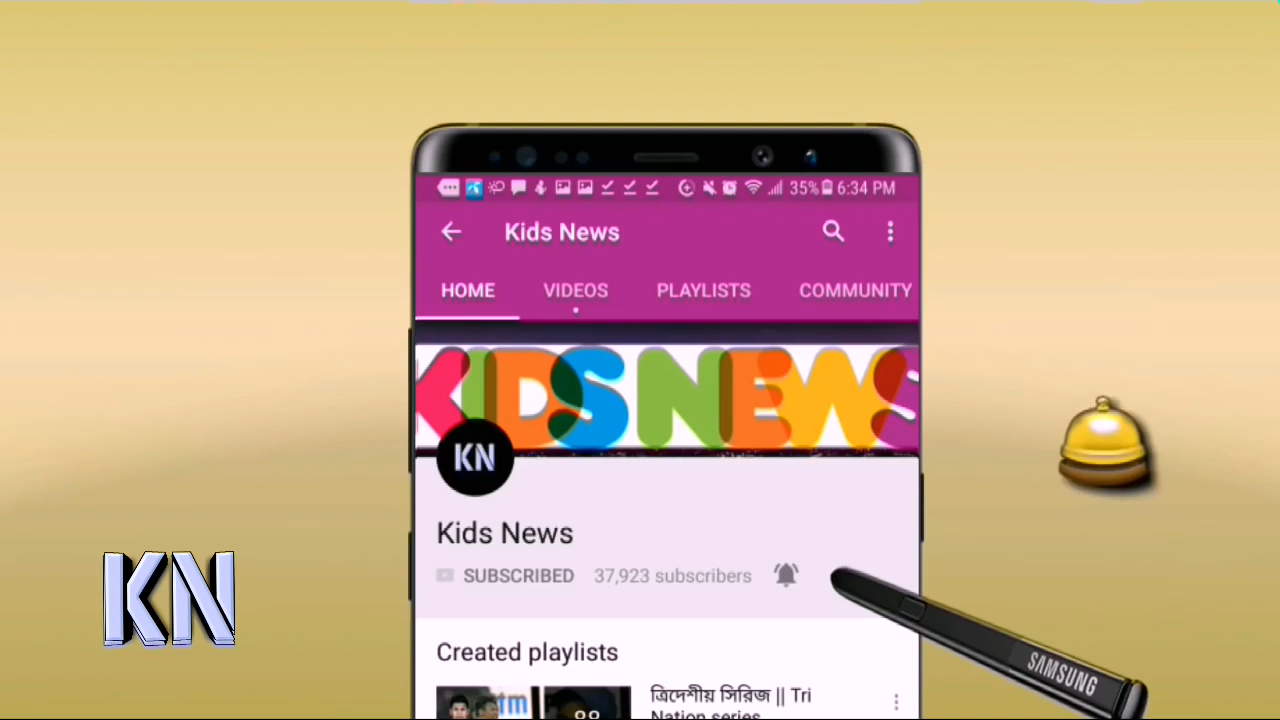 35% 6:34 PM
Kids News
HOME VIDEOS PLAYLISTS COMMUNITY
KIDS NEWS
KN
Kids News
SUBSCRIBED 37,923 subscribers
KN
SAMSUNG
Created playlists
ত্রিদেশীয় সিরিজ || Tri
Nation series